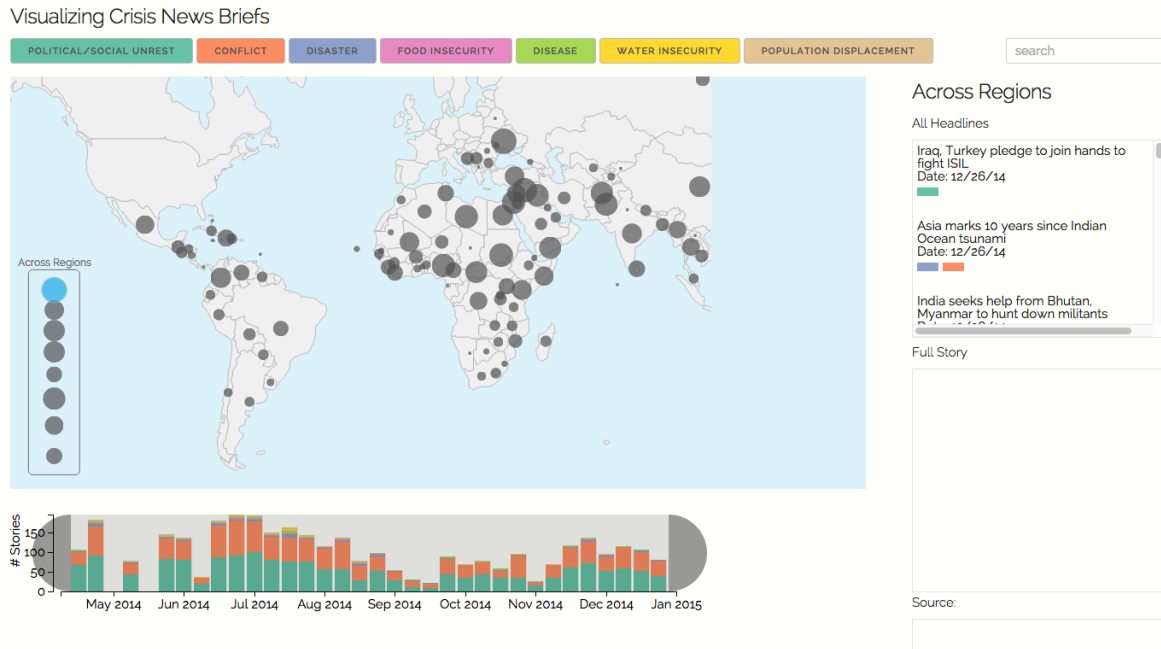 Visualizing Crisis News Briefs
POLITICAL/SOCIAL UNREST
CONFLICT
DISASTER
FOOD INSECURITY
DISEASE
WATER INSECURITY
POPULATION DISPLACEMENT
search
Across Regions
All Headlines
Iraq, Turkey pledge to join hands to
fight ISIL
Date: 12/26/14
Asia marks 10 years since Indian
Ocean tsunami
Date: 12/26/14
India seeks help from Bhutan,
Myanmar to hunt down militants
Full Story
Source:
Across Regions
# Stories
150
100
50
0
May 2014
Jun 2014
Jul 2014
Aug 2014
Sep 2014
Oct 2014
Nov 2014
Dec 2014
Jan 2015